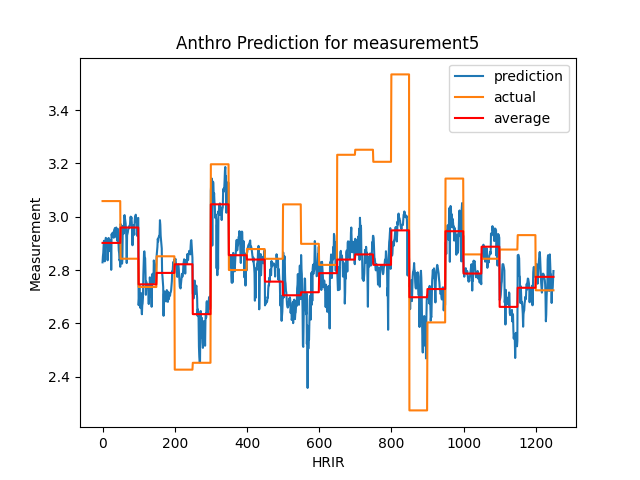 Anthro Prediction for measurement5
prediction
actual
average
3.4
3.2
3.0
2.8
2.6
2.4
Measurement
0
200
400
600
800
1000
1200
HRIR